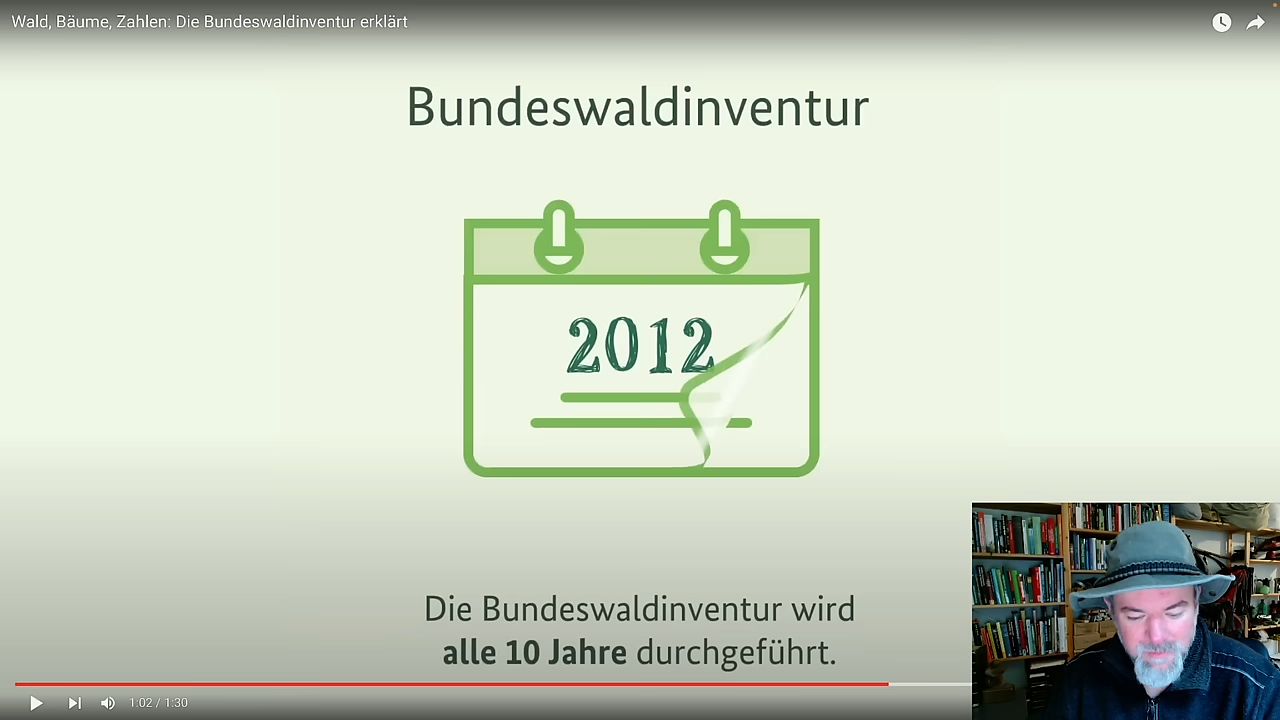 Wald, Bäume, Zahlen: Die Bundeswaldinventur erklärt
Bundeswaldinventur
2012
Die Bundeswaldinventur wird
alle 10 Jahre durchgeführt.
1:02 / 1:30